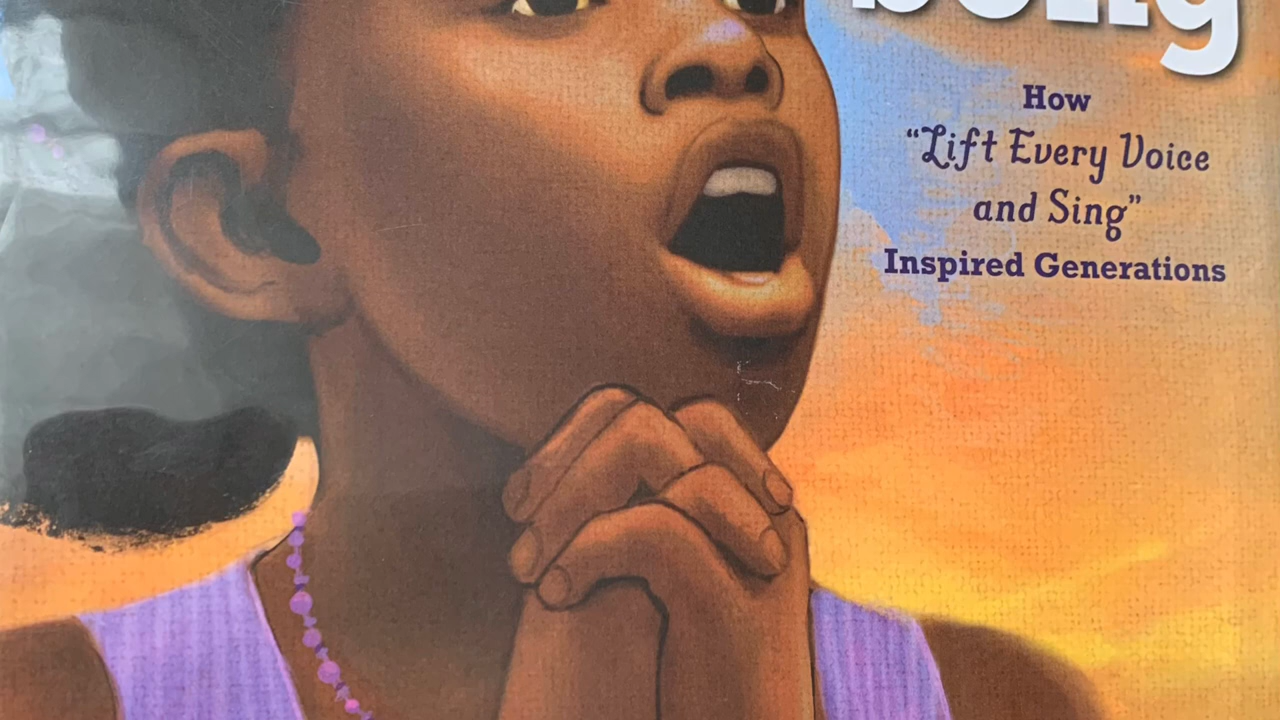 How
“Lift Every Voice
and Sing”
Inspired Generations